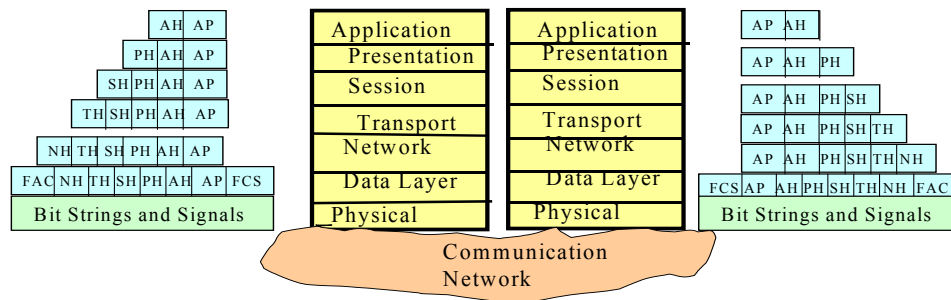 AH AP
PH AH AP
SH PH AH AP
TH SH PH AH AP
NH TH SH PH AH AP
FAC NH TH SH PH AH AP FCS
Bit Strings and Signals
Application
Presentation
Session
Transport
Network
Data Layer
Physical
Application
Presentation
Session
Transport
Network
Data Layer
Physical
AP AH
AP AH PH
AP AH PH SH
AP AH PH SH TH
AP AH PH SH TH NH
FCS AP AH PH SH TH NH FAC
Bit Strings and Signals
Communication
Network